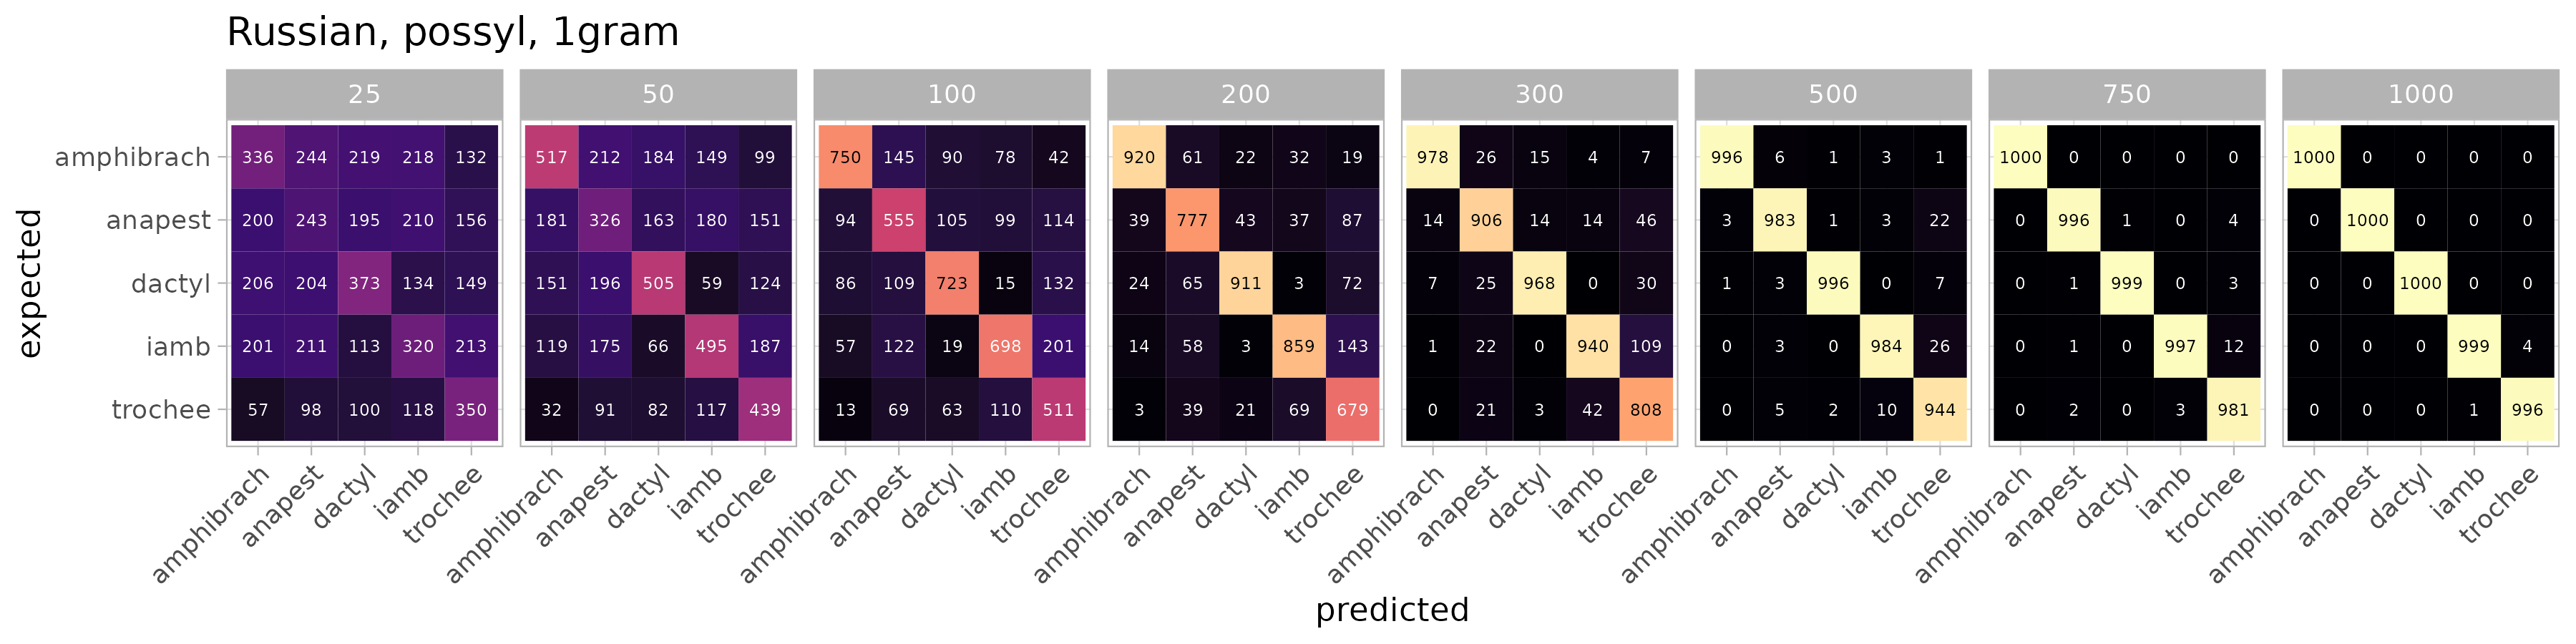 Russian, possyl, 1gram
25 50 100 200 300 500 750 1000
expected
amphibrach 336 244 219 218 132 517 212 184 149 99 750 145 90 78 42 920 61 22 32 19 978 26 15 4 7 996 6 1 3 1 1000 0 0 0 0 1000 0 0 0 0
anapest 200 243 195 210 156 181 326 163 180 151 94 555 105 99 114 39 777 43 37 87 14 906 14 14 46 3 983 1 3 22 0 996 1 0 4 0 1000 0 0 0
dactyl 206 204 373 134 149 151 196 505 59 124 86 109 723 15 132 24 65 911 3 72 7 25 968 0 30 1 3 996 0 7 0 1 999 0 3 0 0 1000 0 0
iamb 201 211 113 320 213 119 175 66 495 187 57 122 19 698 201 14 58 3 859 143 1 22 0 940 109 0 3 0 984 26 0 1 0 997 12 0 0 0 999 4
trochee 57 98 100 118 350 32 91 82 117 439 13 69 63 110 511 3 39 21 69 679 0 21 3 42 808 0 5 2 10 944 0 2 0 3 981 0 0 0 1 996
amphibrach anapest dactyl iamb trochee amphibrach anapest dactyl iamb trochee amphibrach anapest dactyl iamb trochee amphibrach anapest dactyl iamb trochee amphibrach anapest dactyl iamb trochee amphibrach anapest dactyl iamb trochee amphibrach anapest dactyl iamb trochee amphibrach anapest dactyl iamb trochee
predicted